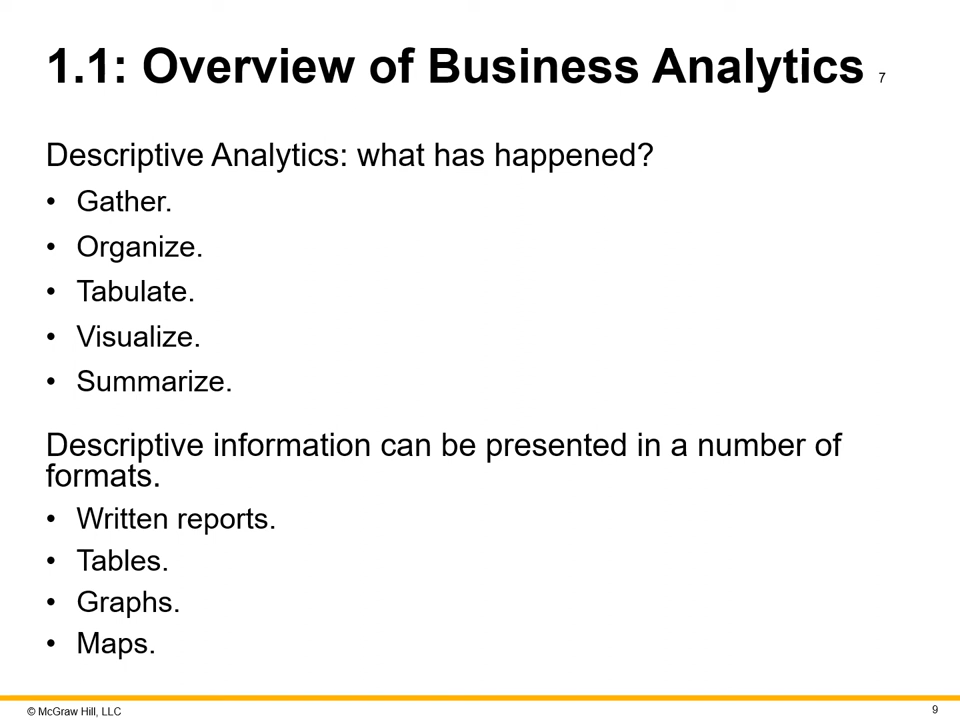 1.1: Overview of Business Analytics 7
Descriptive Analytics: what has happened?
• Gather.
• Organize.
• Tabulate.
• Visualize.
• Summarize.
Descriptive information can be presented in a number of
formats.
• Written reports.
• Tables.
• Graphs.
• Maps.
© McGraw Hill, LLC
9